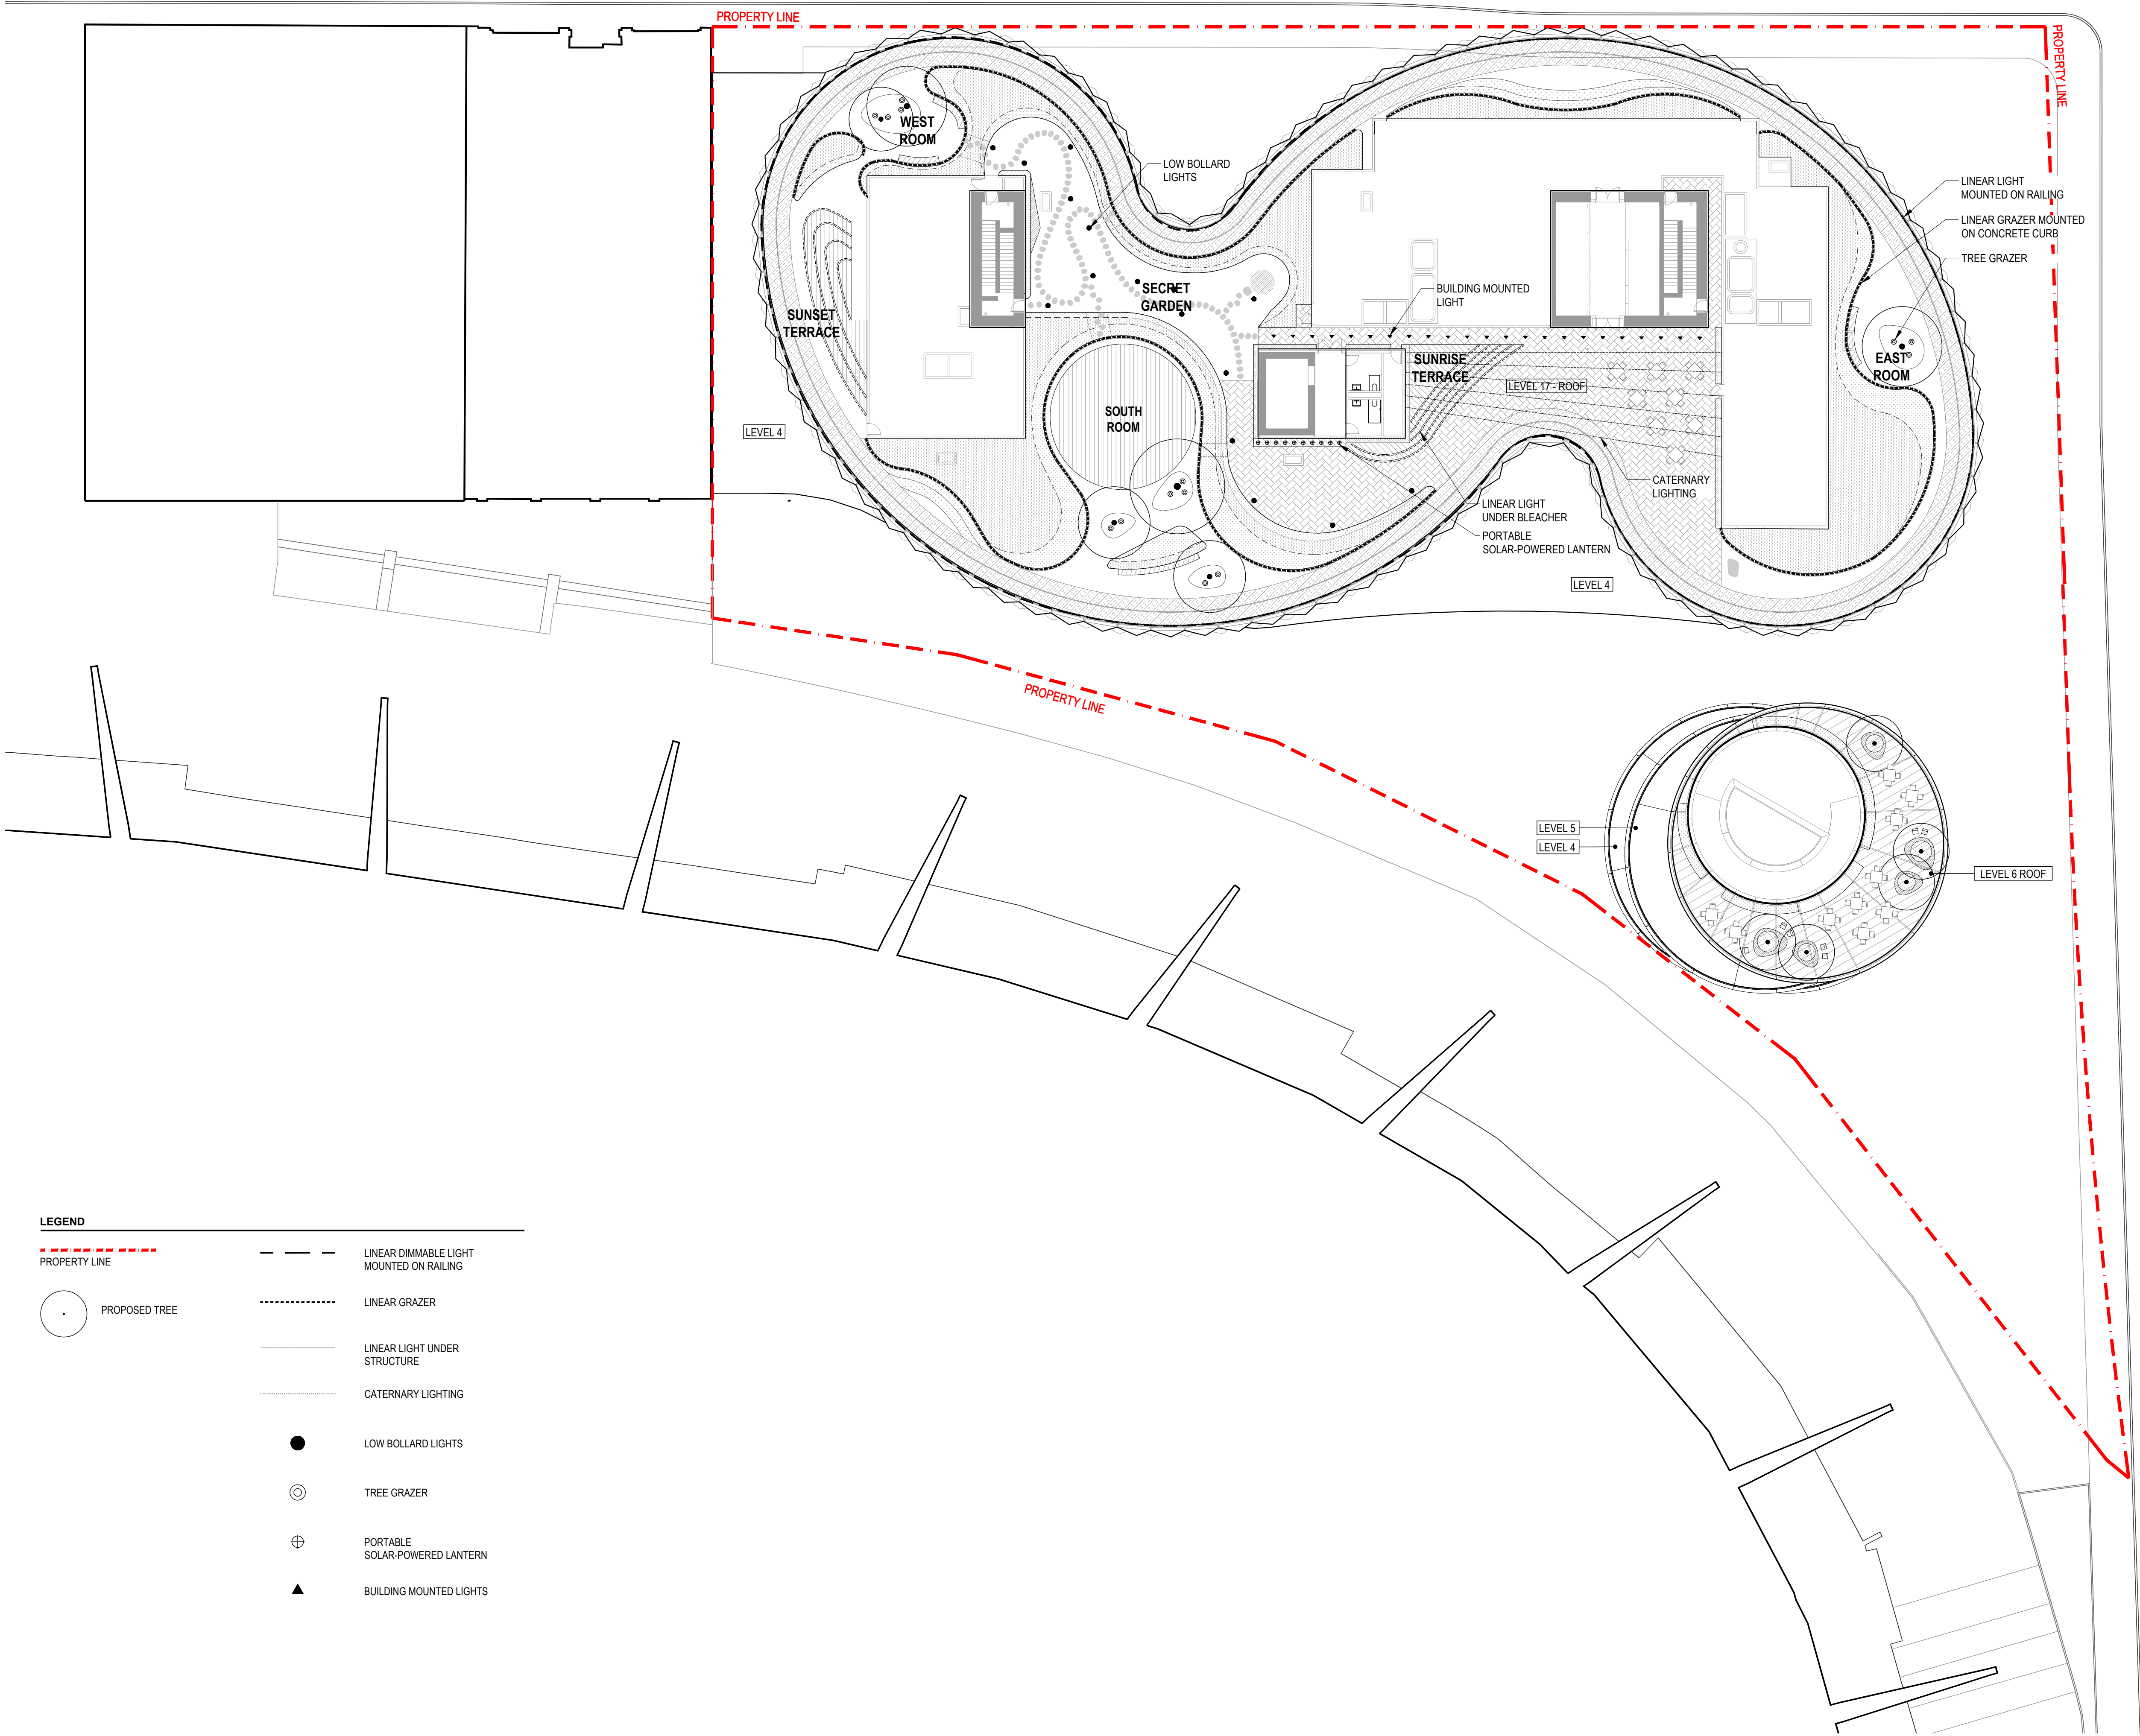 PROPERTY LINE
PROPERTY LINE
WEST
ROOM
LOW BOLLARD
LIGHTS
LINEAR LIGHT
MOUNTED ON RAILING
LINEAR GRAZER MOUNTED
ON CONCRETE CURB
TREE GRAZER
SECRET
GARDEN
BUILDING MOUNTED
LIGHT
SUNSET
TERRACE
SUNRISE
TERRACE
LEVEL 17 - ROOF
EAST
ROOM
SOUTH
ROOM
LEVEL 4
CATERNARY
LIGHTING
LINEAR LIGHT
UNDER BLEACHER
PORTABLE
SOLAR-POWERED LANTERN
LEVEL 4
PROPERTY LINE
LEVEL 5
LEVEL 4
LEVEL 6 ROOF
LEGEND
PROPERTY LINE
PROPOSED TREE
LINEAR DIMMABLE LIGHT
MOUNTED ON RAILING
LINEAR GRAZER
LINEAR LIGHT UNDER
STRUCTURE
CATERNARY LIGHTING
LOW BOLLARD LIGHTS
TREE GRAZER
PORTABLE
SOLAR-POWERED LANTERN
BUILDING MOUNTED LIGHTS